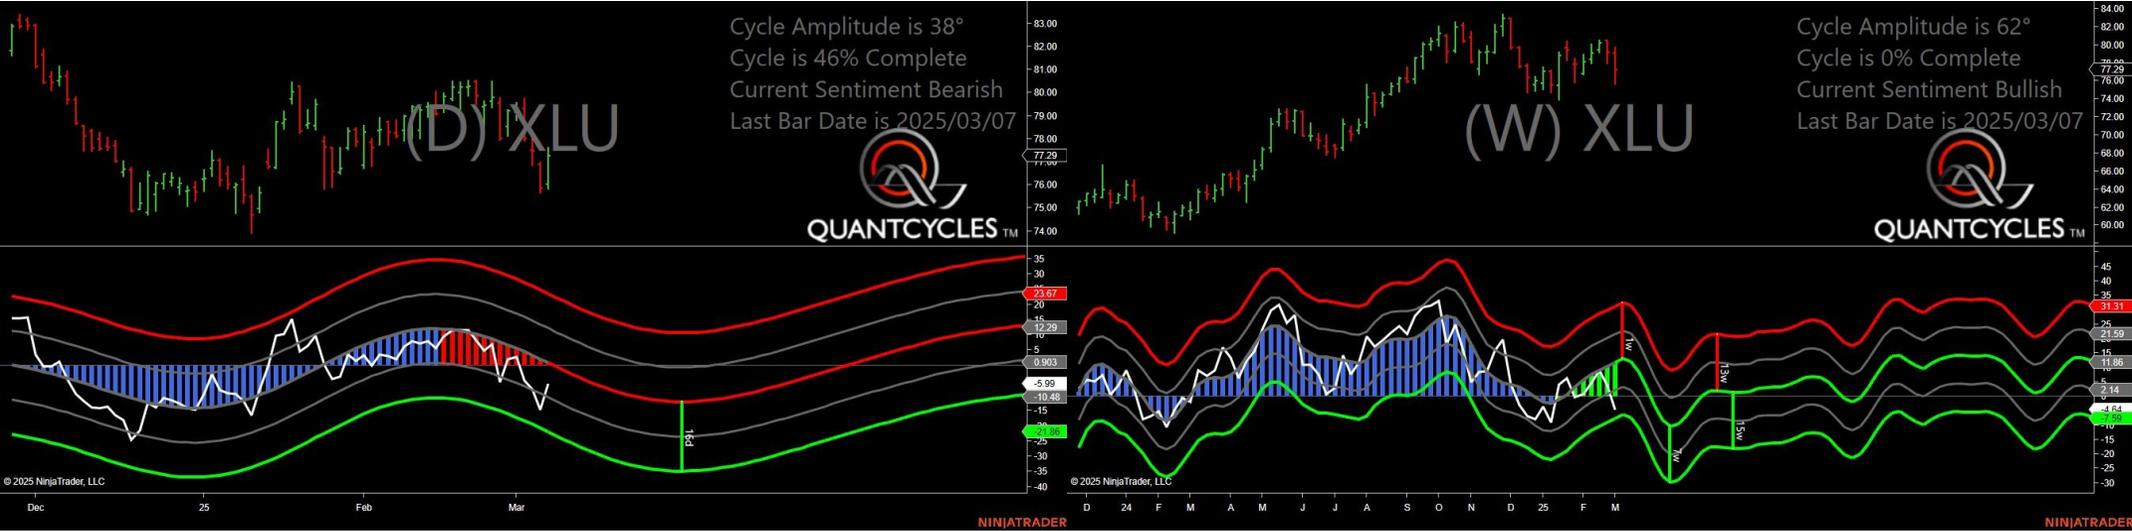 Cycle Amplitude is 38°
Cycle is 46% Complete
Current Sentiment Bearish
Last Bar Date is 2025/03/07
(D) XLU
QUANTCYCLES TM
83.00
82.00
81.00
80.00
79.00
78.00
77.29
76.00
75.00
74.00
35
30
23.67
20
12.29
10
5
0.903
-5.99
-10.48
-15
-21.86
-30
-35
-40
16d
© 2025 NinjaTrader, LLC
Dec 25 Feb Mar
NINJATRADER
Cycle Amplitude is 62°
Cycle is 0% Complete
Current Sentiment Bullish
Last Bar Date is 2025/03/07
(W) XLU
QUANTCYCLES TM
84.00
82.00
80.00
77.29
76.00
74.00
72.00
70.00
68.00
66.00
64.00
62.00
60.00
45
40
35
31.31
25
21.59
15
11.86
5
2.14
-4.64
-7.59
-15
-20
-25
-30
1w
13w
15w
7w
© 2025 NinjaTrader, LLC
D 24 F M A M J J A S O N D 25 F M
NINJATRADER